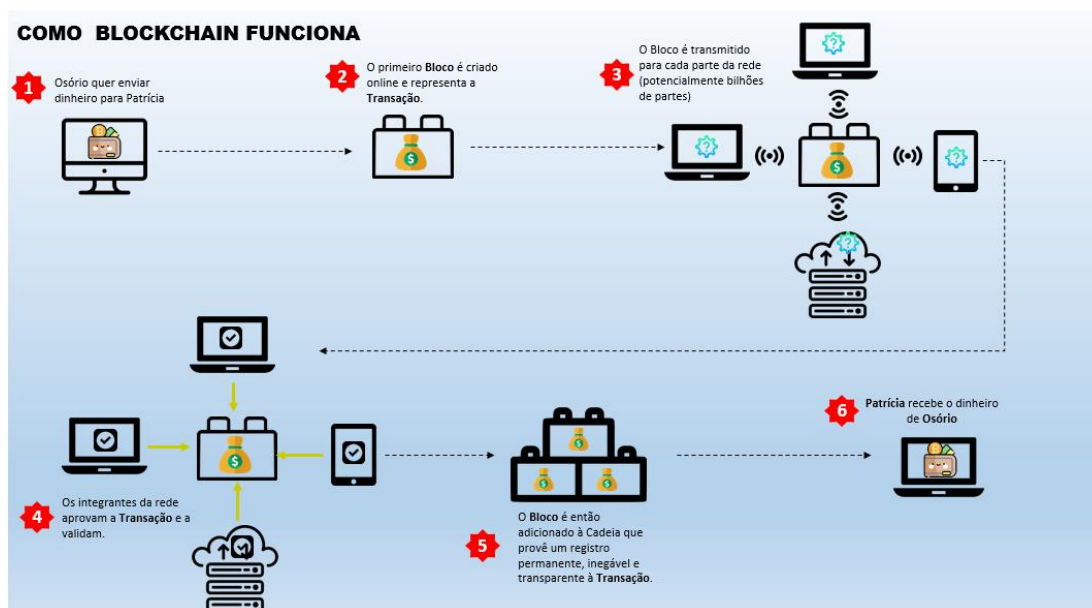 COMO BLOCKCHAIN FUNCIONA
1
Osório quer enviar
dinheiro para Patrícia
2
O primeiro Bloco é criado
online e representa a
Transação.
3
O Bloco é transmitido
para cada parte da rede
(potencialmente bilhões
de partes)
4
Os integrantes da rede
aprovam a Transação e a
validam.
5
O Bloco é então
adicionado à Cadeia que
provê um registro
permanente, inegável e
transparente à Transação.
6
Patrícia recebe o dinheiro
de Osório